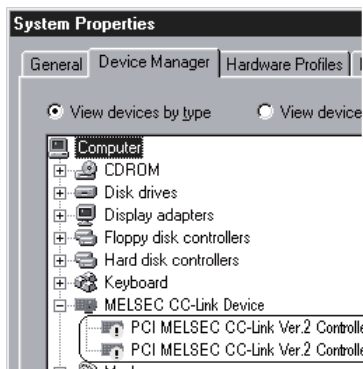 System Properties
General Device Manager Hardware Profiles
View devices by type View device
Computer
CDROM
Disk drives
Display adapters
Floppy disk controllers
Hard disk controllers
Keyboard
MELSEC CC-Link Device
PCI MELSEC CC-Link Ver.2 Controlle
PCI MELSEC CC-Link Ver.2 Controlle